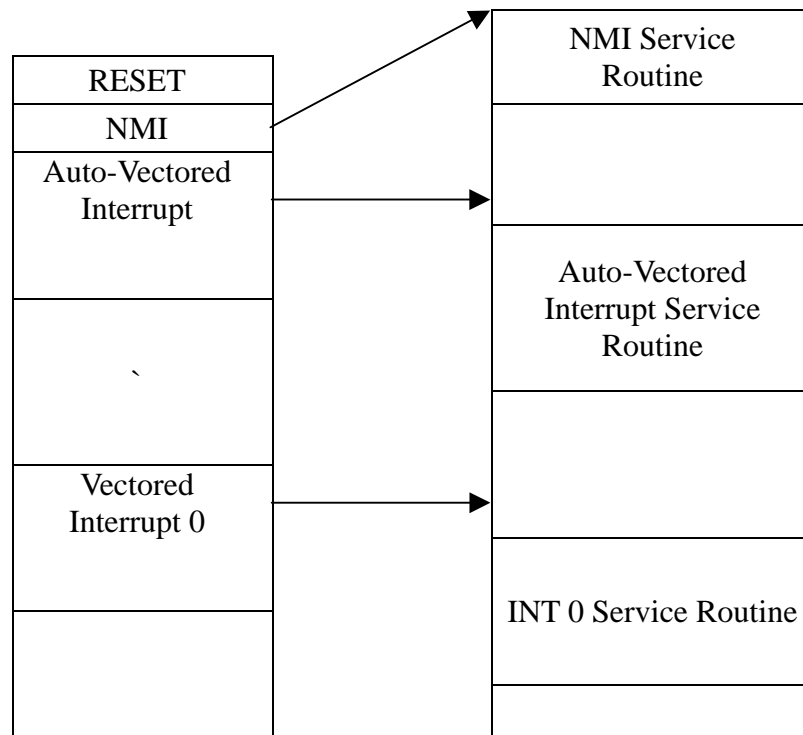 RESET
NMI
Auto-Vectored
Interrupt
`
Vectored
Interrupt 0
NMI Service
Routine
Auto-Vectored
Interrupt Service
Routine
INT 0 Service Routine